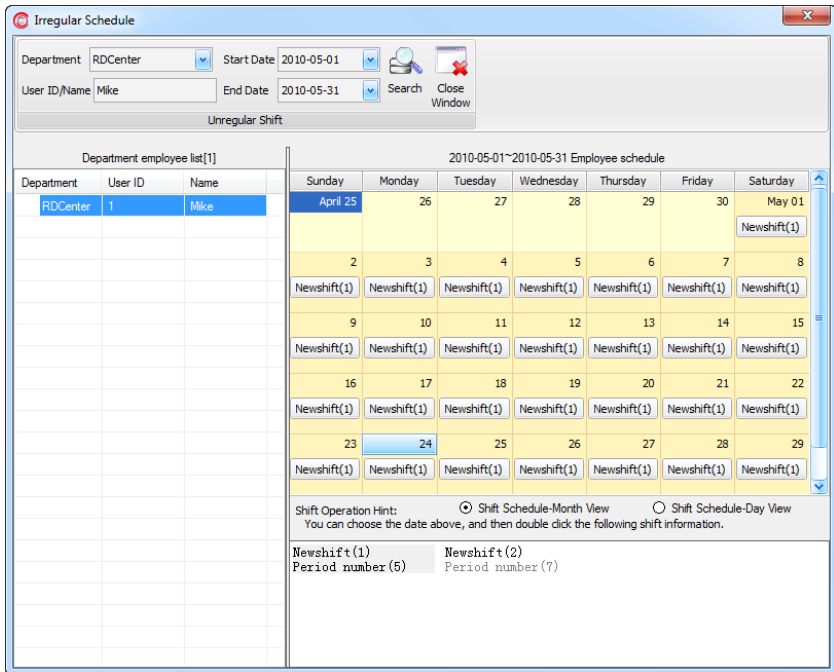 Irregular Schedule
Department RDCenter Start Date 2010-05-01
User ID/Name Mike End Date 2010-05-31 Search Close
Window
Unregular Shift
Department employee list[1]
Department User ID Name
RDCenter 1 Mike
2010-05-01~2010-05-31 Employee schedule
Sunday Monday Tuesday Wednesday Thursday Friday Saturday
April 25 26 27 28 29 30 May 01
Newshift(1)
2 3 4 5 6 7 8
Newshift(1) Newshift(1) Newshift(1) Newshift(1) Newshift(1) Newshift(1) Newshift(1)
9 10 11 12 13 14 15
Newshift(1) Newshift(1) Newshift(1) Newshift(1) Newshift(1) Newshift(1) Newshift(1)
16 17 18 19 20 21 22
Newshift(1) Newshift(1) Newshift(1) Newshift(1) Newshift(1) Newshift(1) Newshift(1)
23 24 25 26 27 28 29
Newshift(1) Newshift(1) Newshift(1) Newshift(1) Newshift(1) Newshift(1) Newshift(1)
Shift Operation Hint: Shift Schedule-Month View Shift Schedule-Day View
You can choose the date above, and then double click the following shift information.
Newshift(1) Newshift(2)
Period number(5) Period number(7)